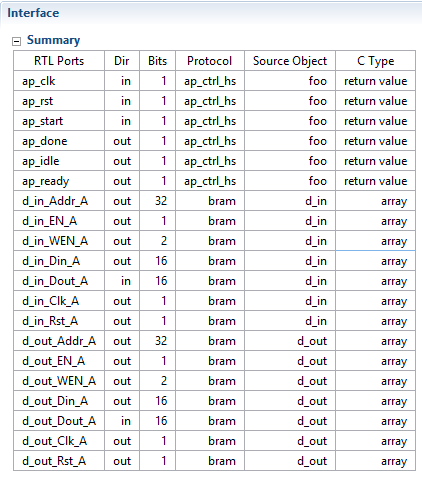 Interface
Summary
RTL Ports Dir Bits Protocol Source Object C Type
ap_clk in 1 ap_ctrl_hs foo return value
ap_rst in 1 ap_ctrl_hs foo return value
ap_start in 1 ap_ctrl_hs foo return value
ap_done out 1 ap_ctrl_hs foo return value
ap_idle out 1 ap_ctrl_hs foo return value
ap_ready out 1 ap_ctrl_hs foo return value
d_in_Addr_A out 32 bram d_in array
d_in_EN_A out 1 bram d_in array
d_in_WEN_A out 2 bram d_in array
d_in_Din_A out 16 bram d_in array
d_in_Dout_A in 16 bram d_in array
d_in_Clk_A out 1 bram d_in array
d_in_Rst_A out 1 bram d_in array
d_out_Addr_A out 32 bram d_out array
d_out_EN_A out 1 bram d_out array
d_out_WEN_A out 2 bram d_out array
d_out_Din_A out 16 bram d_out array
d_out_Dout_A in 16 bram d_out array
d_out_Clk_A out 1 bram d_out array
d_out_Rst_A out 1 bram d_out array